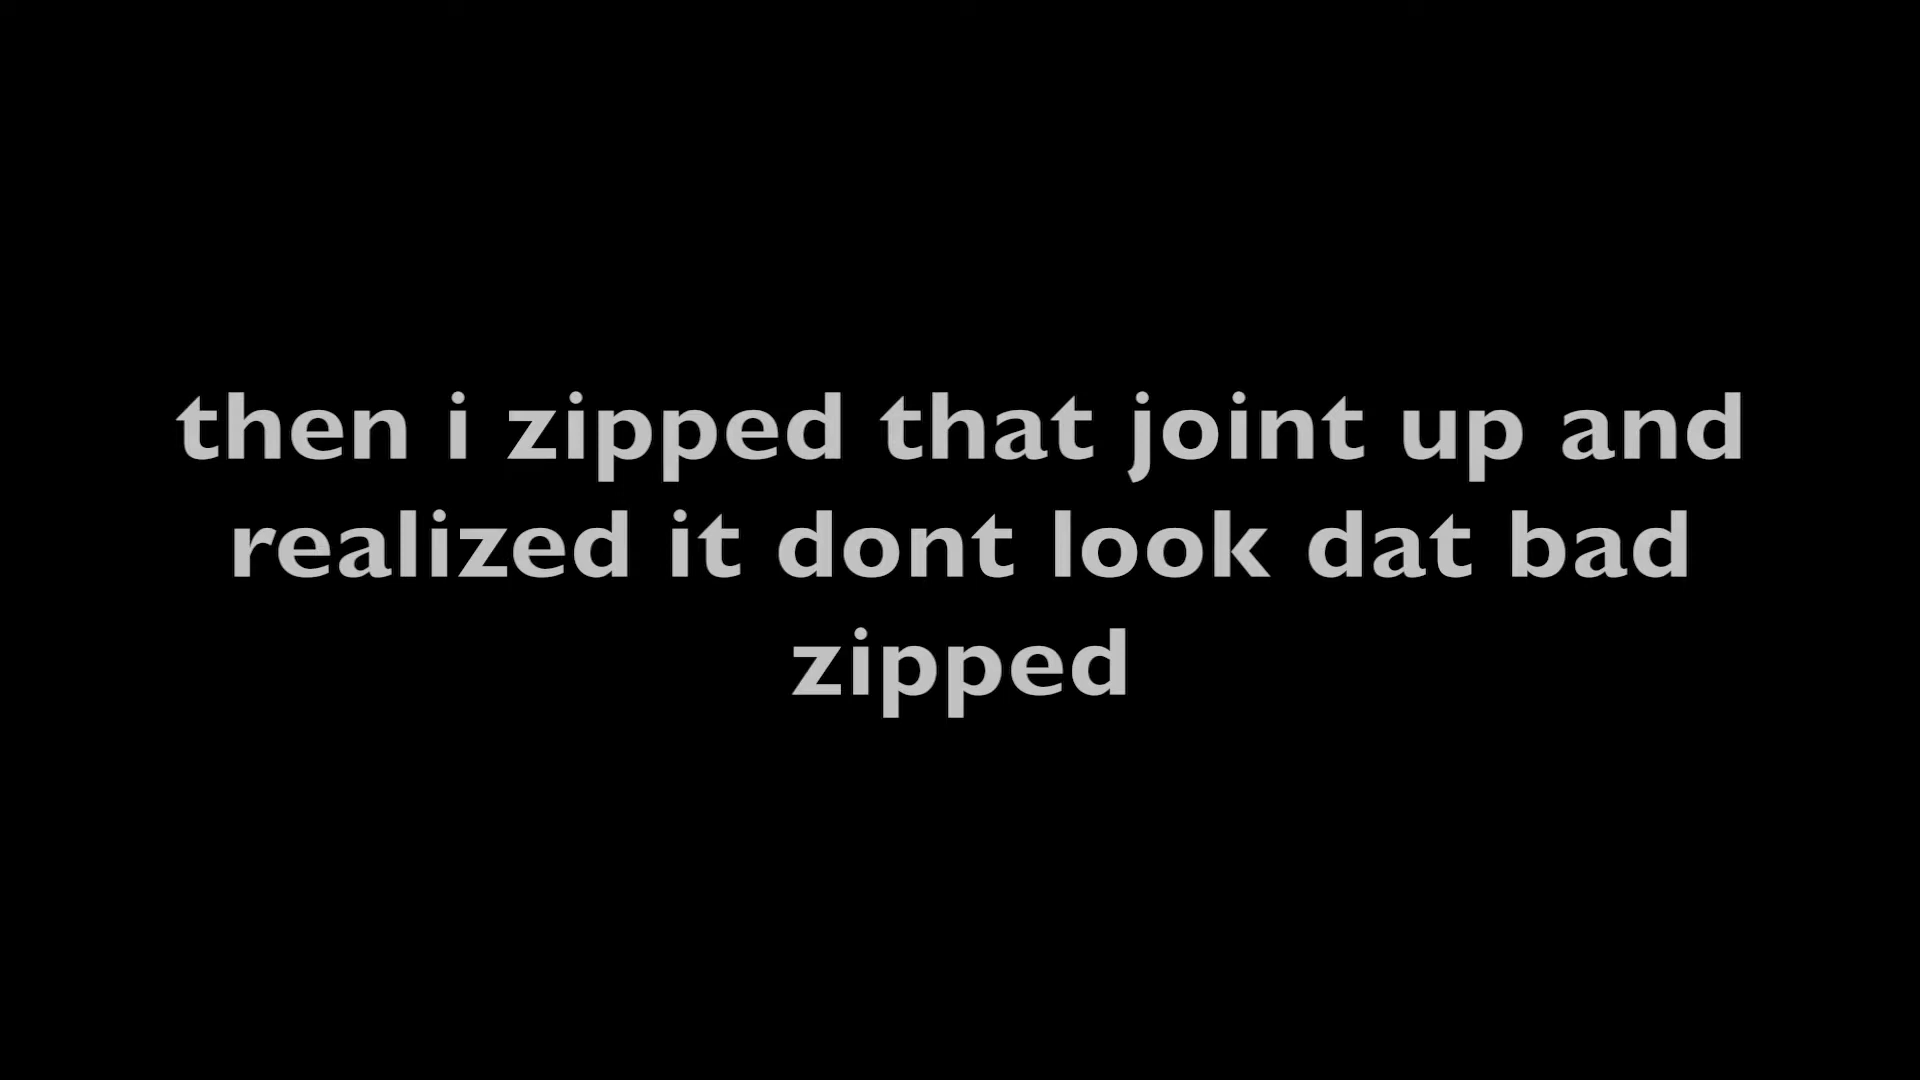 then i zipped that joint up and
realized it dont look dat bad
zipped